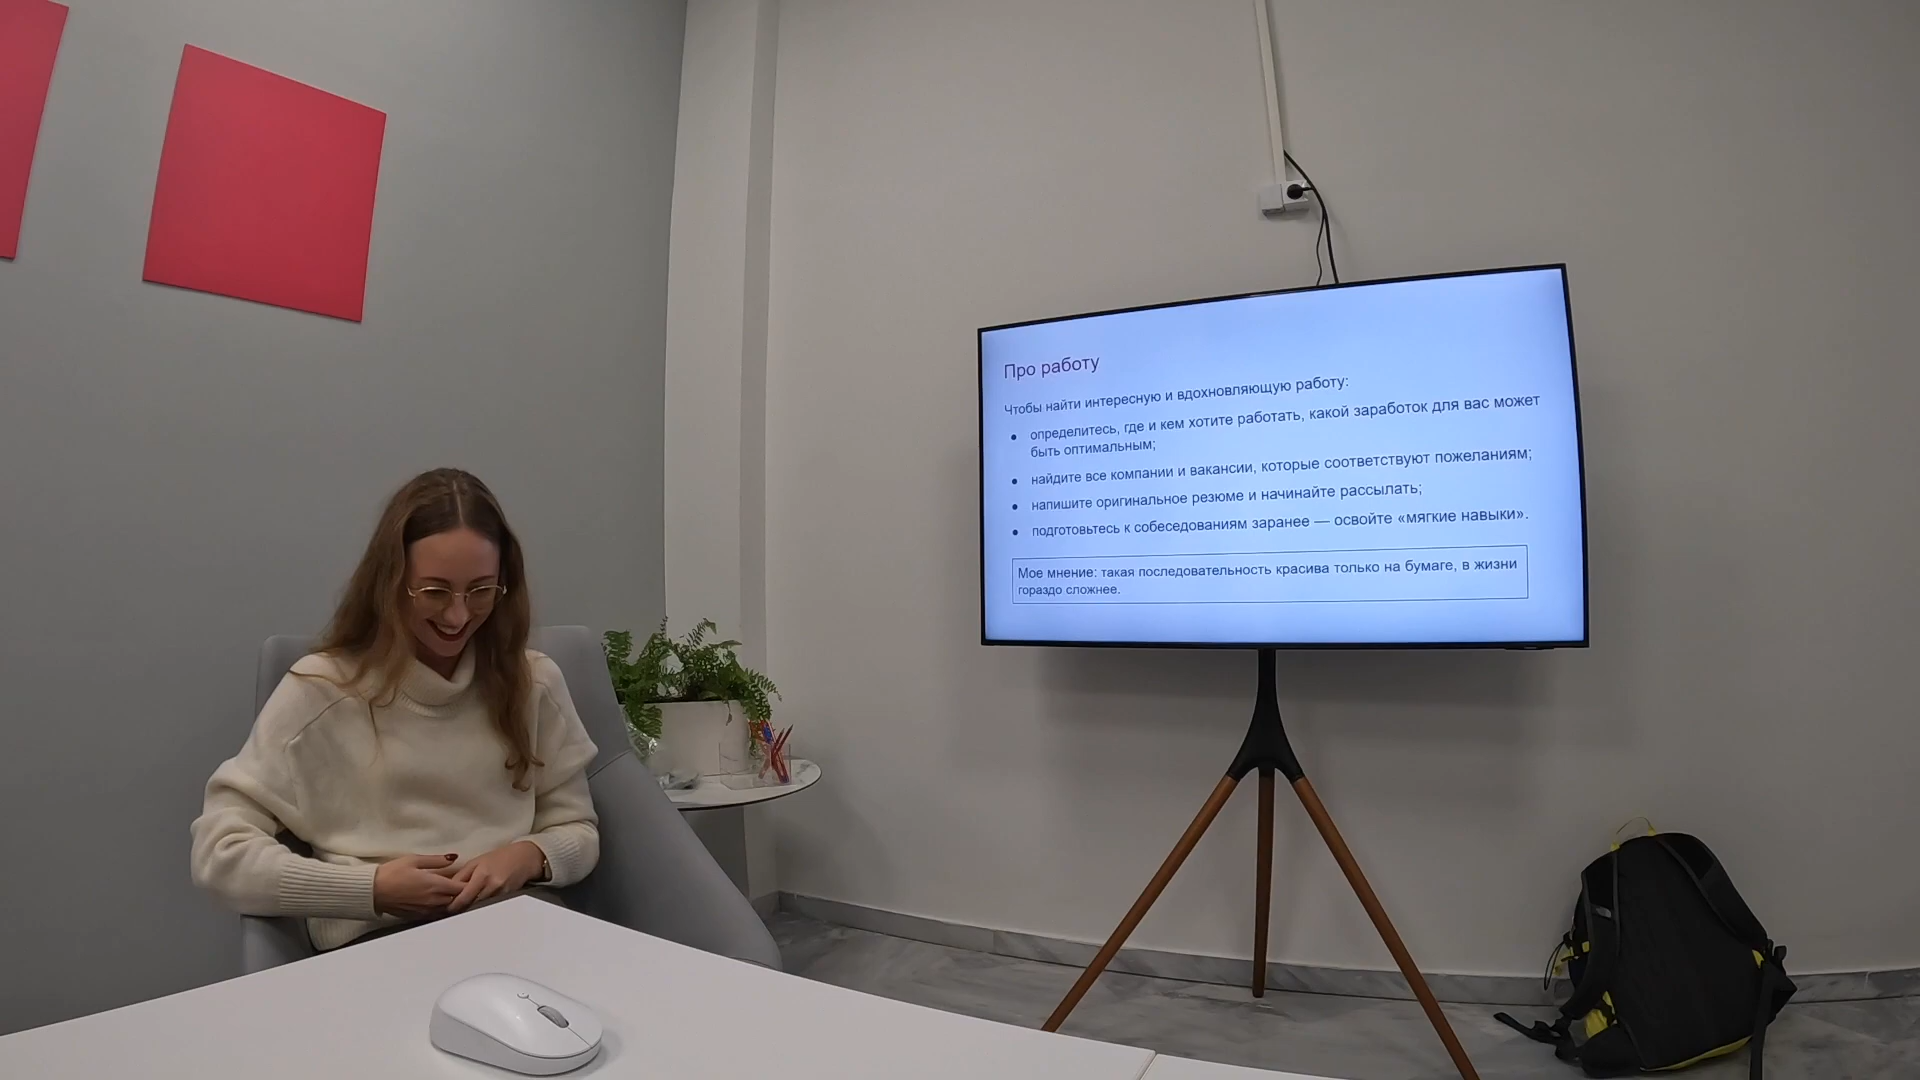 Про работу
Чтобы найти интересную и вдохновляющую работу:
● определитесь, где и кем хотите работать, какой заработок для вас может
быть оптимальным;
● найдите все компании и вакансии, которые соответствуют пожеланиям;
● напишите оригинальное резюме и начинайте рассылать;
● подготовьтесь к собеседованиям заранее — освойте «мягкие навыки».
Мое мнение: такая последовательность красива только на бумаге, в жизни
гораздо сложнее.